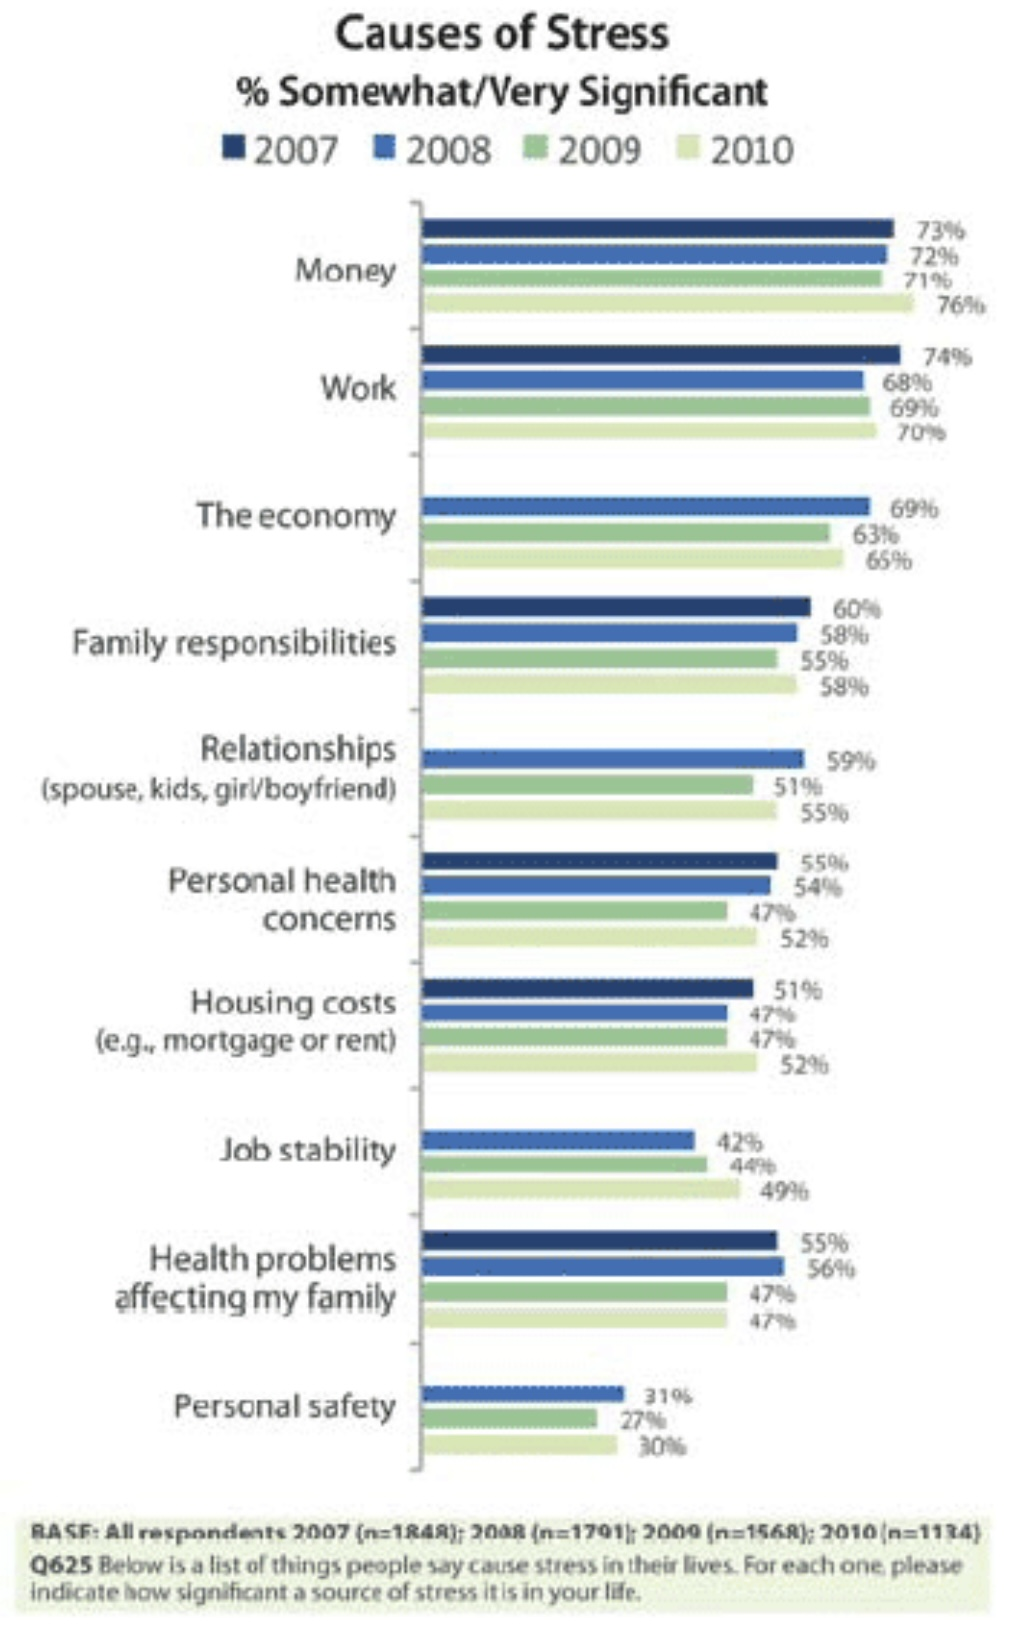 Causes of Stress
% Somewhat/Very Significant
2007 2008 2009 2010
Money
73%
72%
71%
76%
Work
74%
68%
69%
70%
The economy
69%
63%
65%
Family responsibilities
60%
58%
55%
58%
Relationships
(spouse, kids, girl/boyfriend)
59%
51%
55%
Personal health
concerns
55%
54%
47%
52%
Housing costs
(e.g., mortgage or rent)
51%
47%
47%
52%
Job stability
42%
44%
49%
Health problems
affecting my family
55%
56%
47%
47%
Personal safety
31%
27%
30%
BASE: All respondents 2007 (n=1848); 2008 (n=1791); 2009 (n=1568); 2010 (n=1134)
Q625 Below is a list of things people say cause stress in their lives. For each one, please
indicate how significant a source of stress it is in your life.